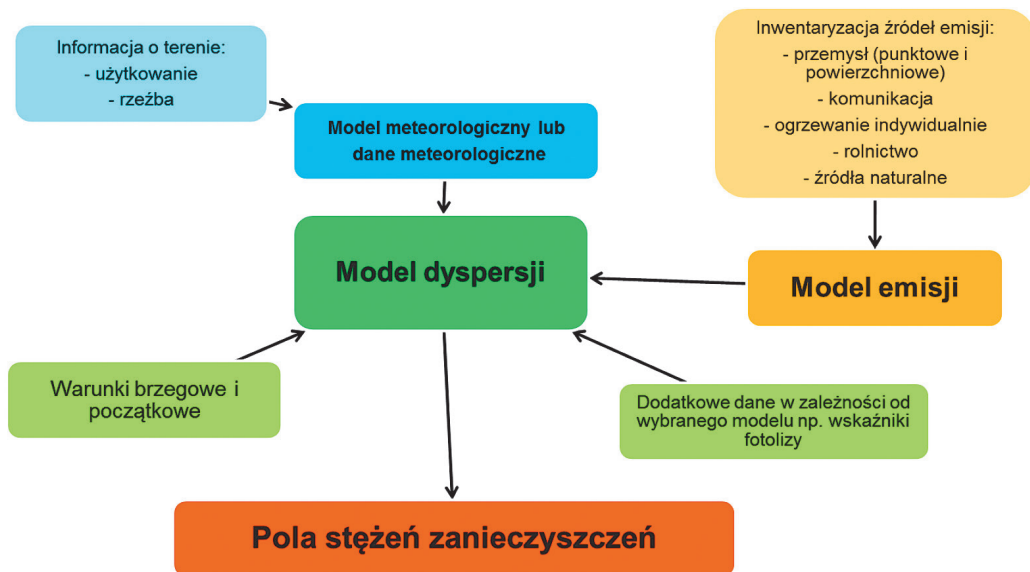 Informacja o terenie:
- użytkowanie
- rzeźba
Inwentaryzacja źródeł emisji:
- przemysł (punktowe i
powierzchniowe)
- komunikacja
- ogrzewanie indywidualnie
- rolnictwo
- źródła naturalne
Model meteorologiczny lub
dane meteorologiczne
Model dyspersji
Model emisji
Warunki brzegowe i
początkowe
Dodatkowe dane w zależności od
wybranego modelu np. wskaźniki
fotolizy
Pola stężeń zanieczyszczeń